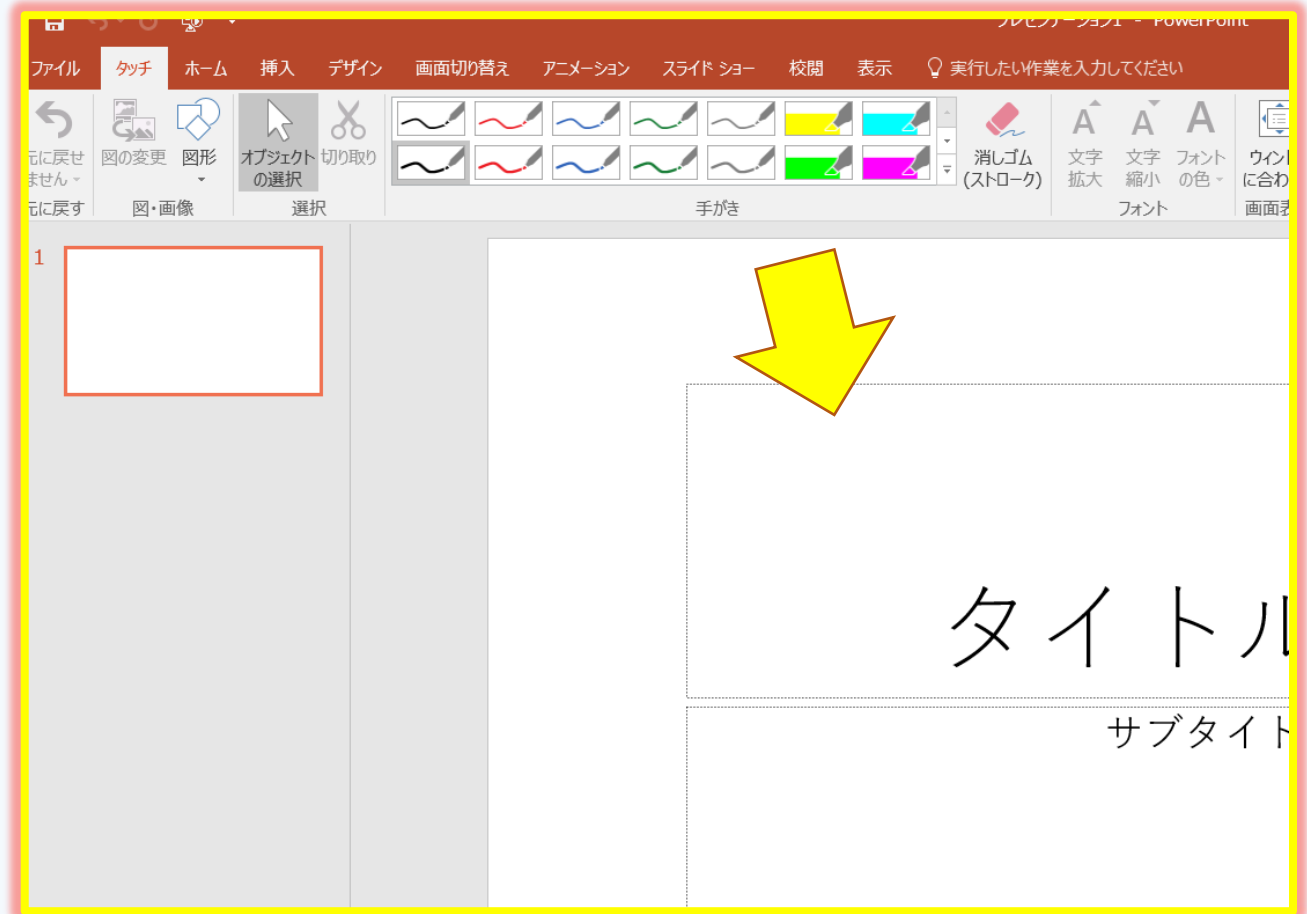 プレゼンテーション1 - PowerPoint
ファイル タッチ ホーム 挿入 デザイン 画面切り替え アニメーション スライド ショー 校閲 表示 実行したい作業を入力してください
元に戻せ
ません
図の変更
図形
オブジェクト
の選択
切り取り
消しゴム
(ストローク)
文字
拡大
文字
縮小
フォント
の色
ウィンド
に合わ
元に戻す 図・画像 選択 手がき フォント 画面表
1
タイトル
サブタイト